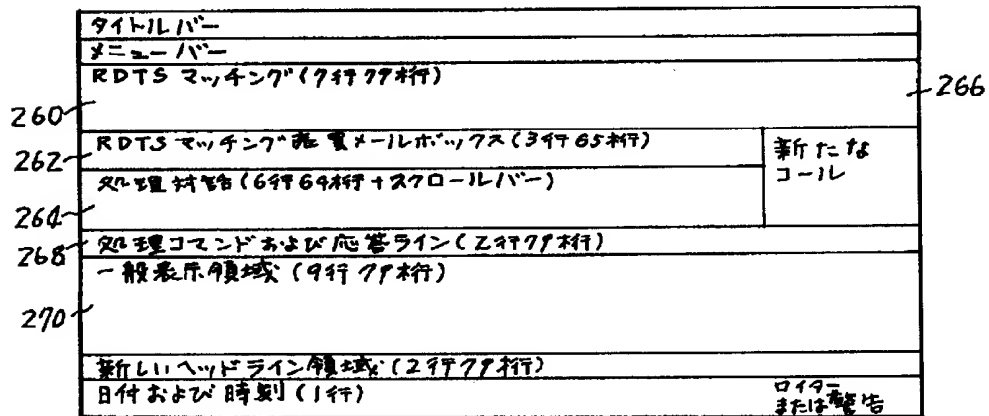 タイトルバー
メニューバー
RDTS マッチング(7行79桁)
260
266
RDTS マッチング装置メールボックス(3行65桁)
262
新たな
コール
処理対話(6行64桁+スクロールバー)
264
処理コマンドおよび応答ライン(2行79桁)
268
一般表示領域(9行79桁)
270
新しいヘッドライン領域(2行79桁)
日付および時刻(1行)
ロイター
または警告